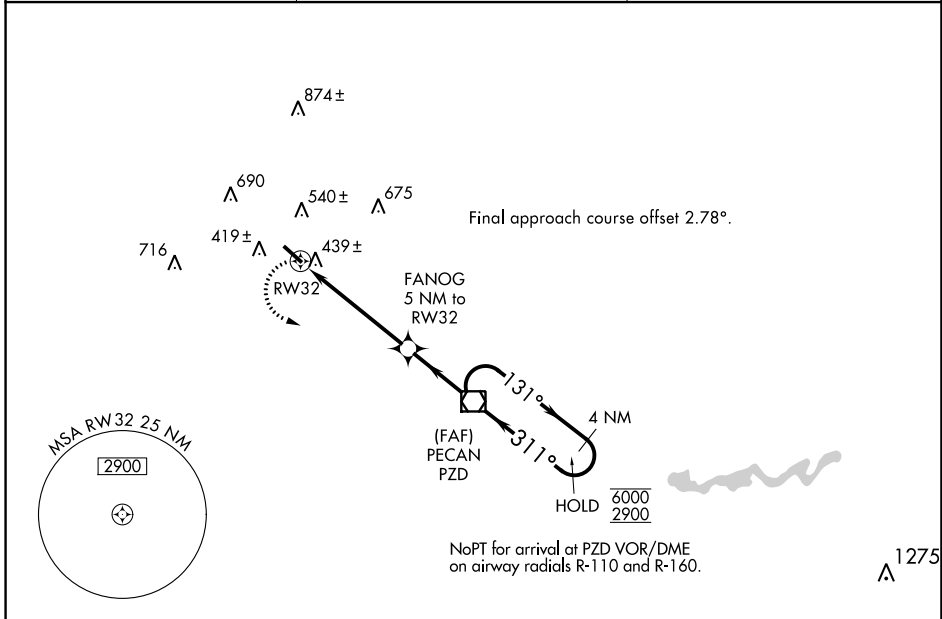 874±
690
540±
675
Final approach course offset 2.78°.
716
419±
439±
RW32
FANOG
5 NM to
RW32
131°
4 NM
311°
(FAF)
PECAN
PZD
HOLD
6000
2900
MSA RW32 25 NM
2900
NoPT for arrival at PZD VOR/DME
on airway radials R-110 and R-160.
1275